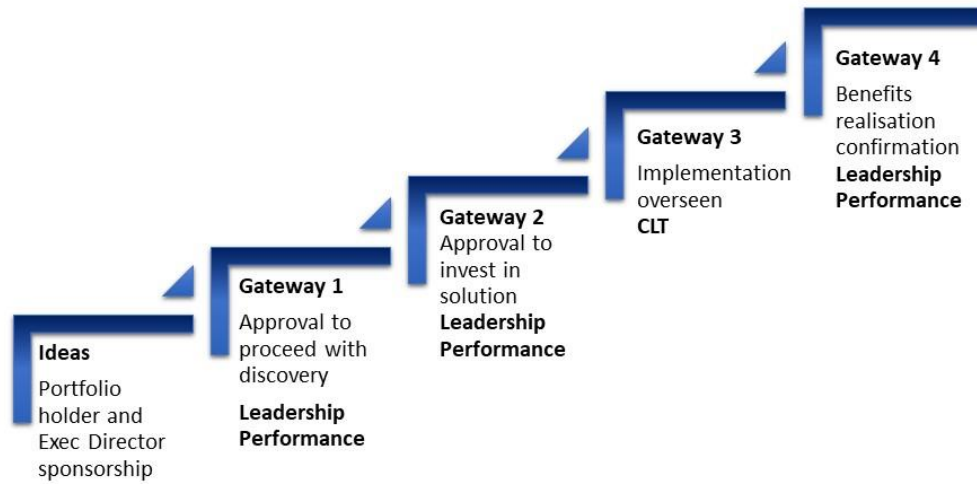 Ideas
Portfolio
holder and
Exec Director
sponsorship
Gateway 1
Approval to
proceed with
discovery
Leadership
Performance
Gateway 2
Approval to
invest in
solution
Leadership
Performance
Gateway 3
Implementation
overseen
CLT
Gateway 4
Benefits
realisation
confirmation
Leadership
Performance